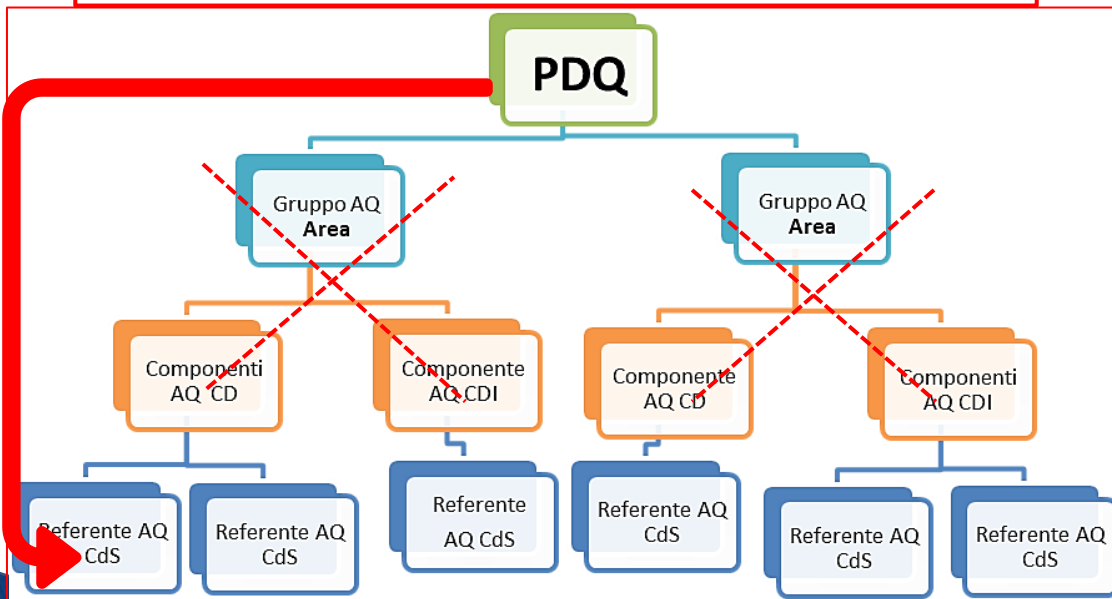 PDQ
Gruppo AQ
Area
Gruppo AQ
Area
Componenti
AQ CD
Componente
AQ CDI
Componente
AQ CD
Componenti
AQ CDI
Referente AQ
CdS
Referente AQ
CdS
Referente
AQ CdS
Referente AQ
CdS
Referente AQ
CdS
Referente AQ
CdS